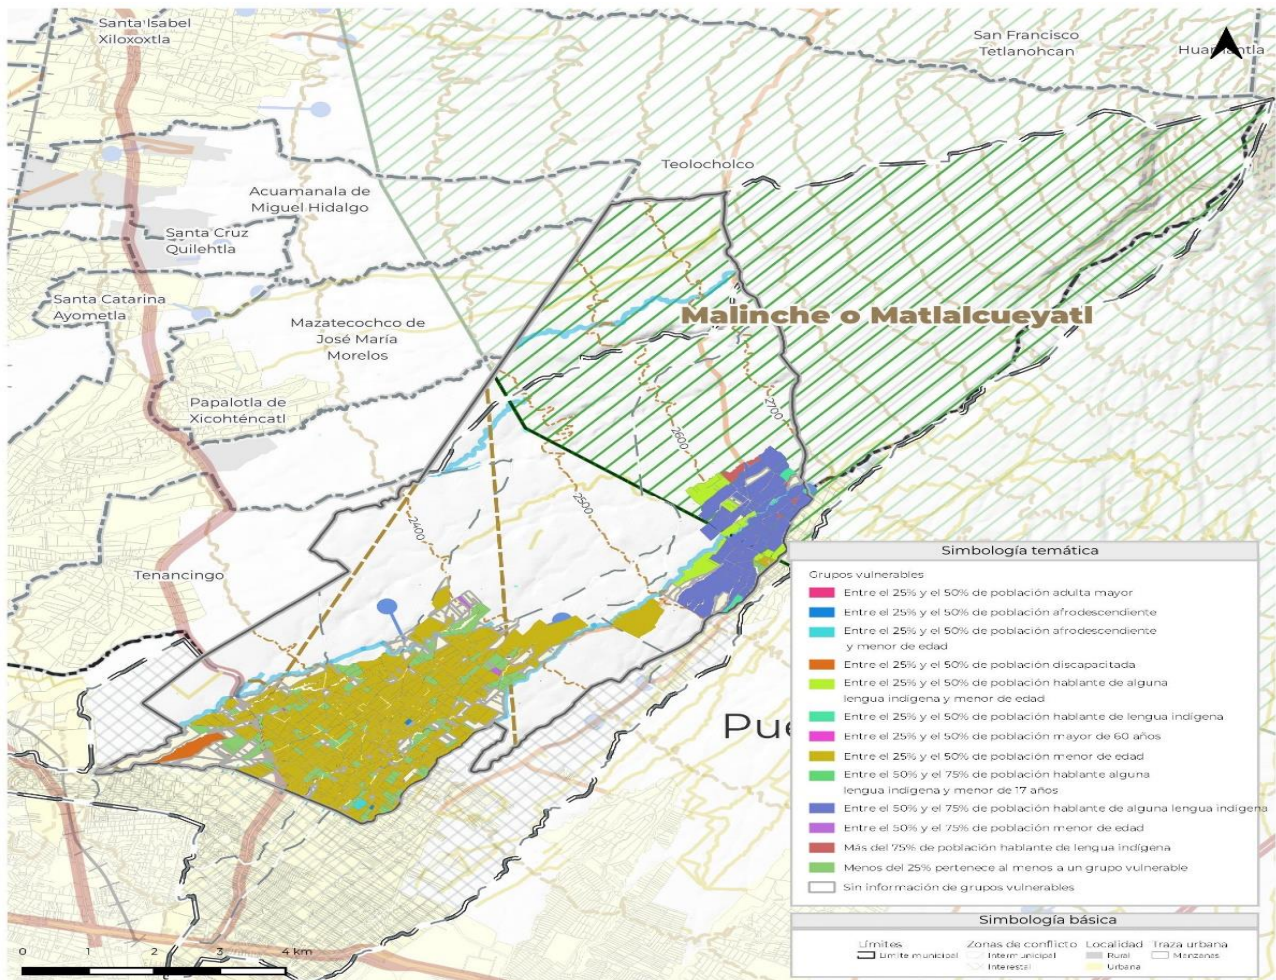 Santa Isabel
Xiloxoxtla
San Francisco
Tetlanohcan
Huamantla
Teolocholco
Acuamanala de
Miguel Hidalgo
Santa Cruz
Quilehtla
Santa Catarina
Ayometla
Mazatecochco de
José María
Morelos
Malinche o Matlalcueyatl
Papalotla de
Xicohténcatl
2700
2600
2500
2400
Tenancingo
Pue
Simbología temática
Grupos vulnerables
Entre el 25% y el 50% de población adulta mayor
Entre el 25% y el 50% de población afrodescendiente
Entre el 25% y el 50% de población afrodescendiente
y menor de edad
Entre el 25% y el 50% de población discapacitada
Entre el 25% y el 50% de población hablante de alguna
lengua indígena y menor de edad
Entre el 25% y el 50% de población hablante de lengua indígena
Entre el 25% y el 50% de población mayor de 60 años
Entre el 25% y el 50% de población menor de edad
Entre el 50% y el 75% de población hablante alguna
lengua indígena y menor de 17 años
Entre el 50% y el 75% de población hablante de alguna lengua indígena
Entre el 50% y el 75% de población menor de edad
Más del 75% de población hablante de lengua indígena
Menos del 25% pertenece al menos a un grupo vulnerable
Sin información de grupos vulnerables
Simbología básica
Límites
Límite municipal
Zonas de conflicto
Intermunicipal
Interestal
Localidad
Rural
Urbana
Traza urbana
Manzanas
0 1 2 3 4 km